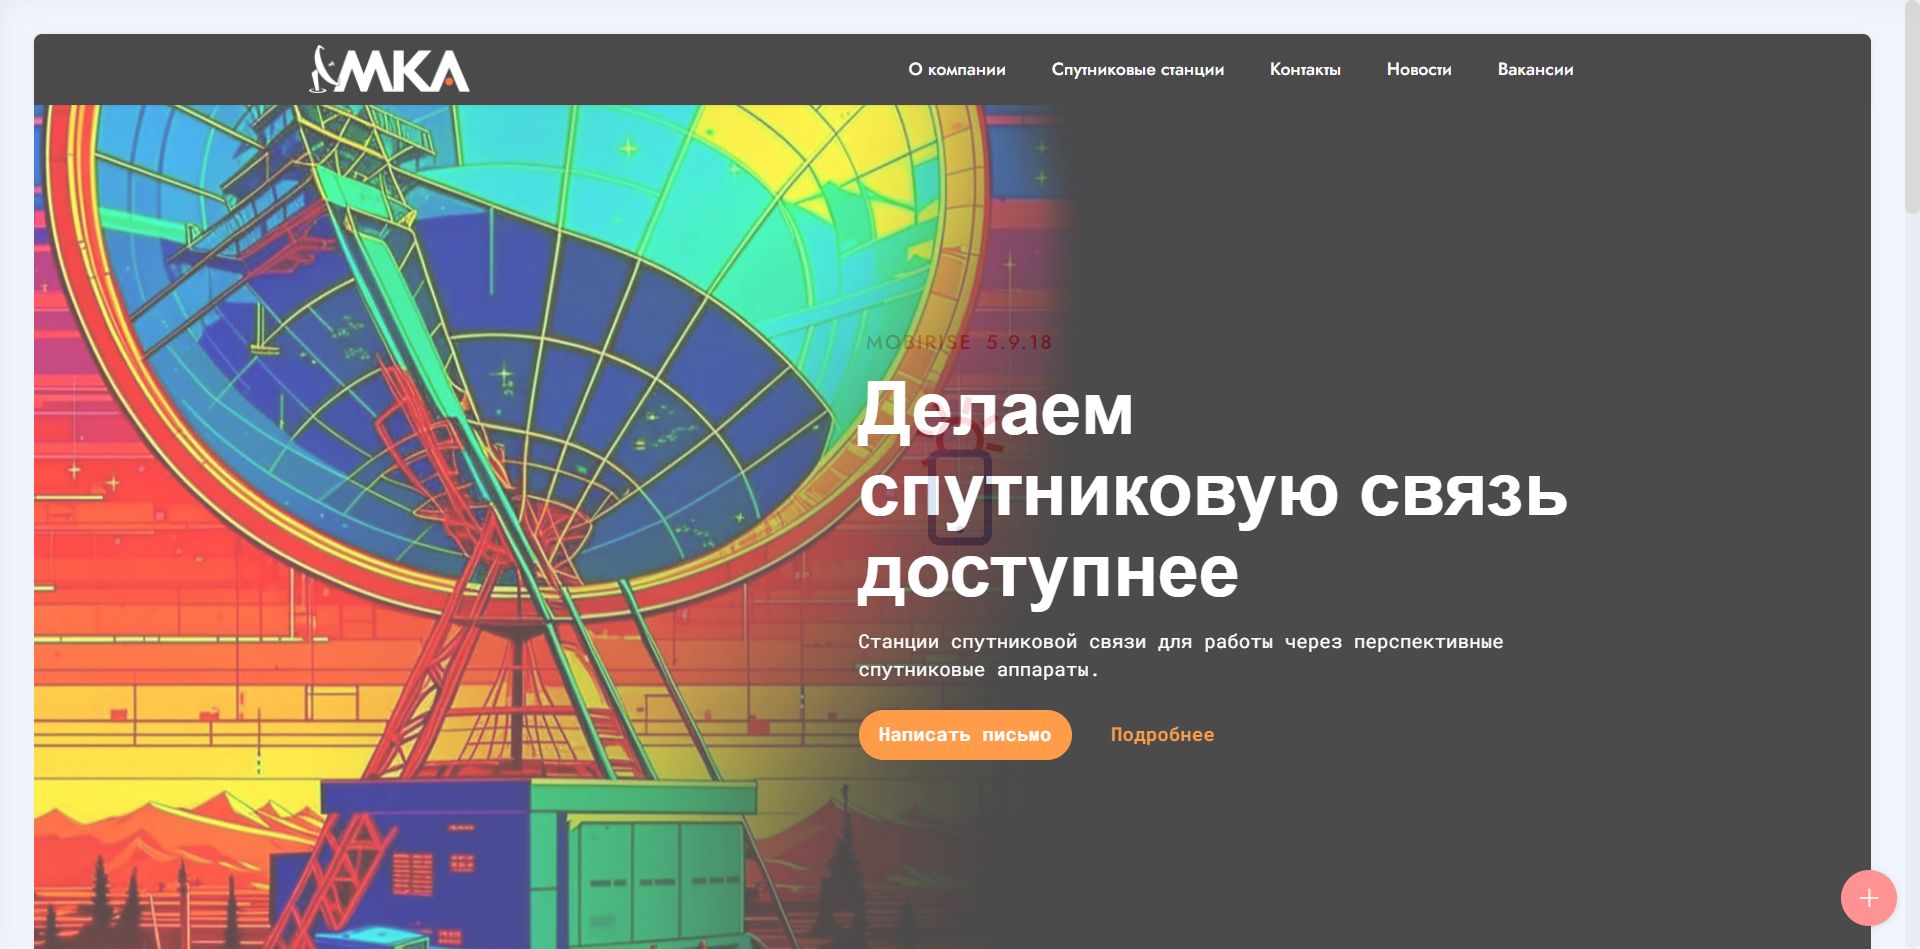 МКА
О компании
Спутниковые станции
Контакты
Новости
Вакансии
MOBIRISE 5.9.18
Делаем
спутниковую связь
доступнее
Станции спутниковой связи для работы через перспективные
спутниковые аппараты.
Написать письмо
Подробнее